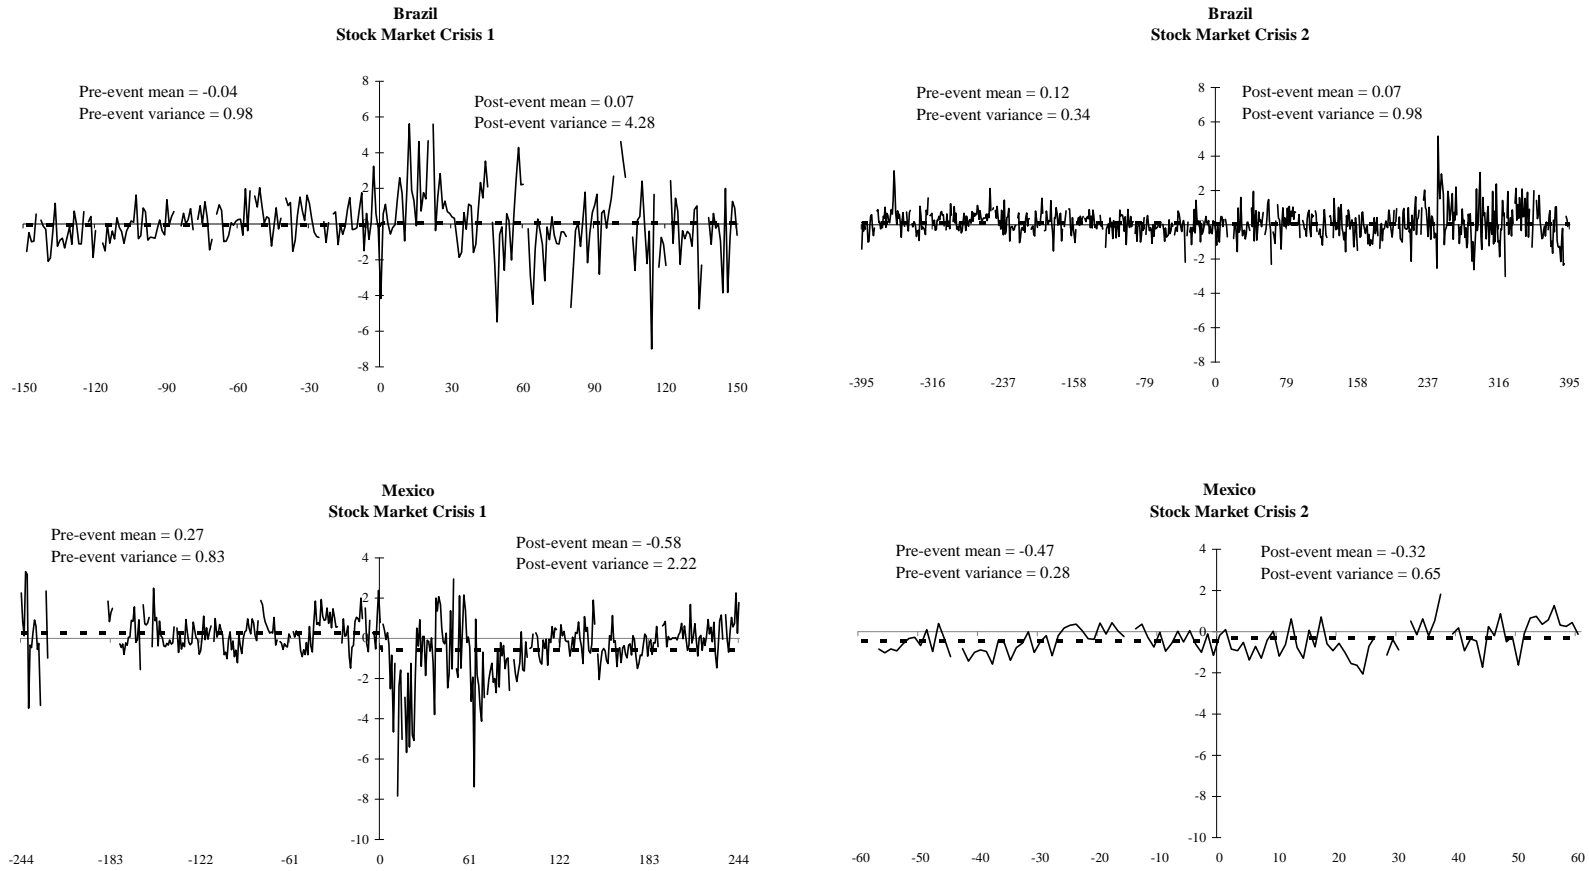 Brazil
Stock Market Crisis 1
Pre-event mean = -0.04
Pre-event variance = 0.98
Post-event mean = 0.07
Post-event variance = 4.28
8
6
4
2
0
-2
-4
-6
-8
-150 -120 -90 -60 -30 0 30 60 90 120 150
Brazil
Stock Market Crisis 2
Pre-event mean = 0.12
Pre-event variance = 0.34
Post-event mean = 0.07
Post-event variance = 0.98
8
6
4
2
0
-2
-4
-6
-8
-395 -316 -237 -158 -79 0 79 158 237 316 395
Mexico
Stock Market Crisis 1
Pre-event mean = 0.27
Pre-event variance = 0.83
Post-event mean = -0.58
Post-event variance = 2.22
4
2
0
-2
-4
-6
-8
-10
-244 -183 -122 -61 0 61 122 183 244
Mexico
Stock Market Crisis 2
Pre-event mean = -0.47
Pre-event variance = 0.28
Post-event mean = -0.32
Post-event variance = 0.65
4
2
0
-2
-4
-6
-8
-10
-60 -50 -40 -30 -20 -10 0 10 20 30 40 50 60